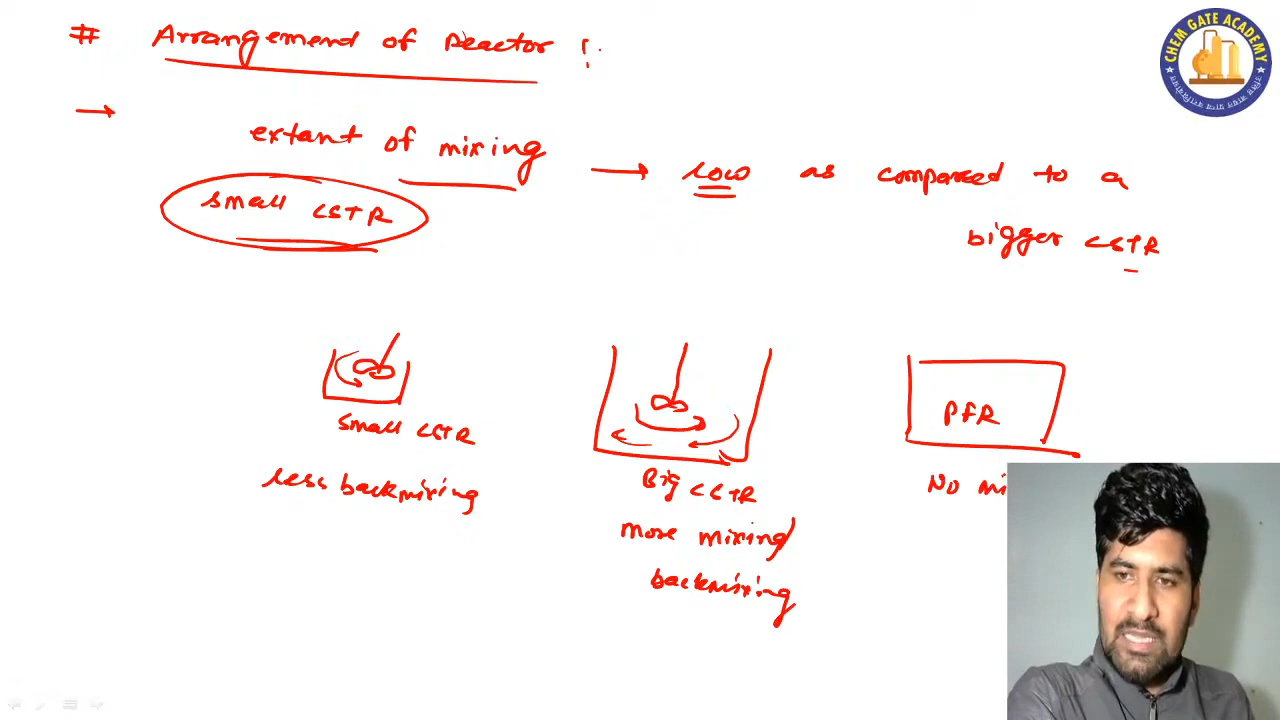 # Arrangement of Reactor :
→ extant of mixing
small CSTR → low as compared to a
bigger CSTR
small CSTR
less backmixing
Big CSTR
more mixing
backmixing
PFR
No mi
CHEM GATE ACADEMY